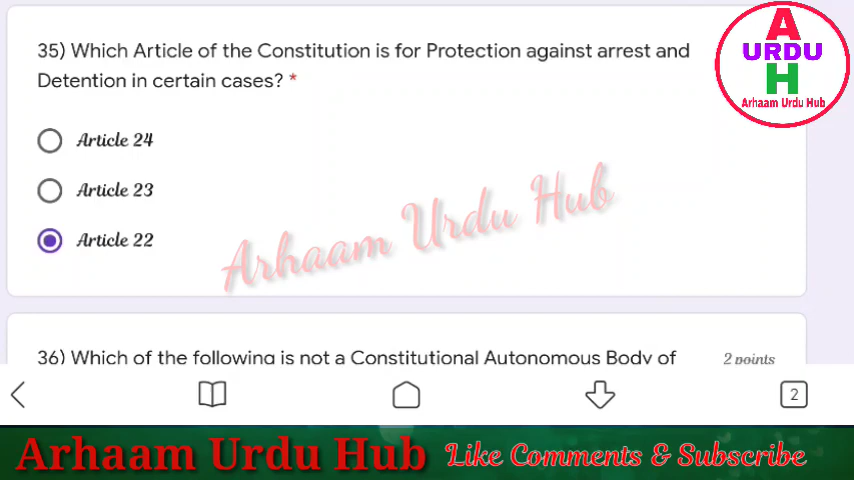 35) Which Article of the Constitution is for Protection against arrest and
Detention in certain cases? *
A
URDU
H
Arhaam Urdu Hub
Article 24
Article 23
Article 22
Arhaam Urdu Hub
36) Which of the following is not a Constitutional Autonomous Body of
2 points
2
Arhaam Urdu Hub Like Comments & Subscribe